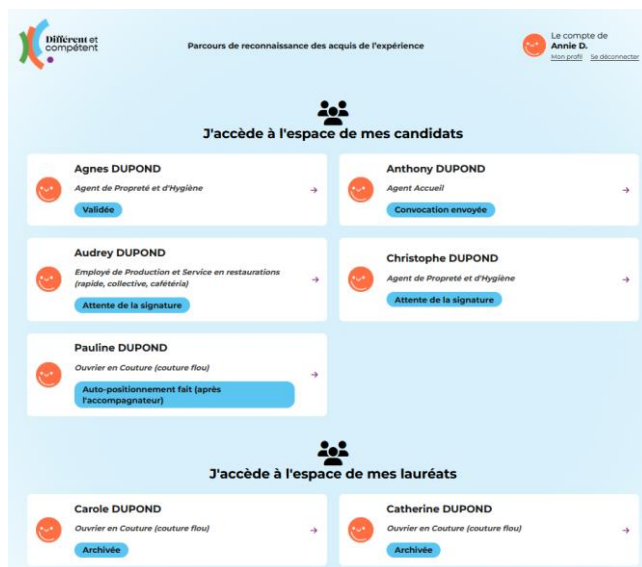 Différent et
compétent
Parcours de reconnaissance des acquis de l'expérience
Le compte de
Annie D.
Mon profil Se déconnecter
J'accède à l'espace de mes candidats
Agnes DUPOND
Agent de Propreté et d'Hygiène
Validée
Anthony DUPOND
Agent Accueil
Convocation envoyée
Audrey DUPOND
Employé de Production et Service en restaurations
(rapide, collective, cafétéria)
Attente de la signature
Christophe DUPOND
Agent de Propreté et d'Hygiène
Attente de la signature
Pauline DUPOND
Ouvrier en Couture (couture flou)
Auto-positionnement fait (après
l'accompagnateur)
J'accède à l'espace de mes lauréats
Carole DUPOND
Ouvrier en Couture (couture flou)
Archivée
Catherine DUPOND
Ouvrier en Couture (couture flou)
Archivée